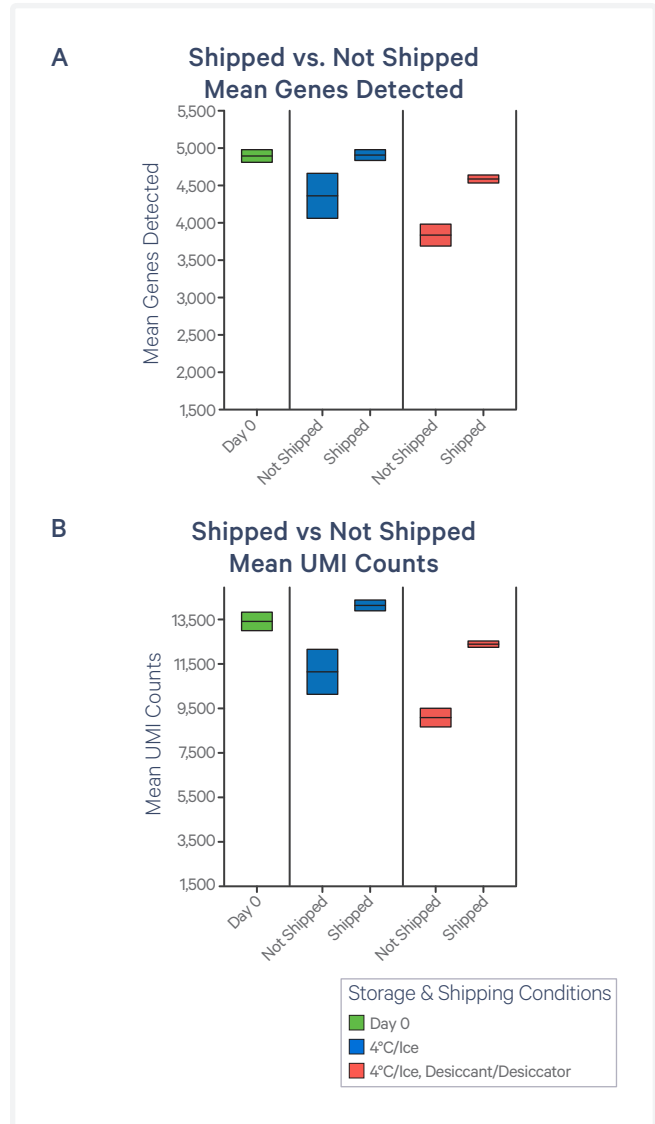 A
Shipped vs. Not Shipped
Mean Genes Detected
Mean Genes Detected
5,500
5,000
4,500
4,000
3,500
3,000
2,500
2,000
1,500
Day 0
Not Shipped
Shipped
Not Shipped
Shipped
B
Shipped vs Not Shipped
Mean UMI Counts
Mean UMI Counts
13,500
11,500
9,500
7,500
5,500
3,500
1,500
Day 0
Not Shipped
Shipped
Not Shipped
Shipped
Storage & Shipping Conditions
Day 0
4°C/Ice
4°C/Ice, Desiccant/Desiccator